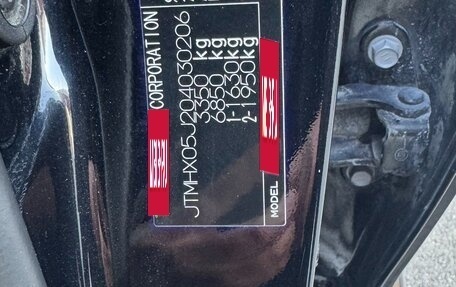 CORPORATION
JTMHX05J204030206
3350 kg
6850 kg
1-1630kg
2-1950kg
MODEL